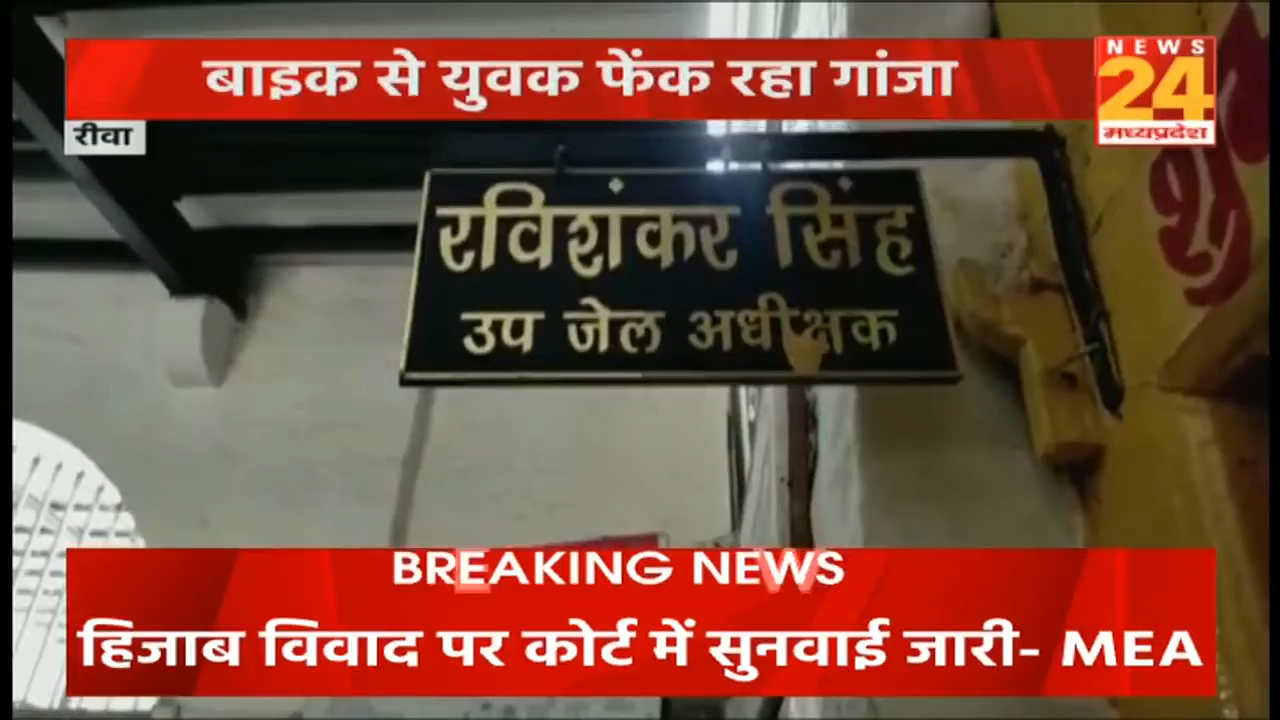 बाइक से युवक फेंक रहा गांजा
NEWS
24
मध्यप्रदेश
रीवा
रविशंकर सिंह
उप जेल अधीक्षक
BREAKING NEWS
हिजाब विवाद पर कोर्ट में सुनवाई जारी- MEA